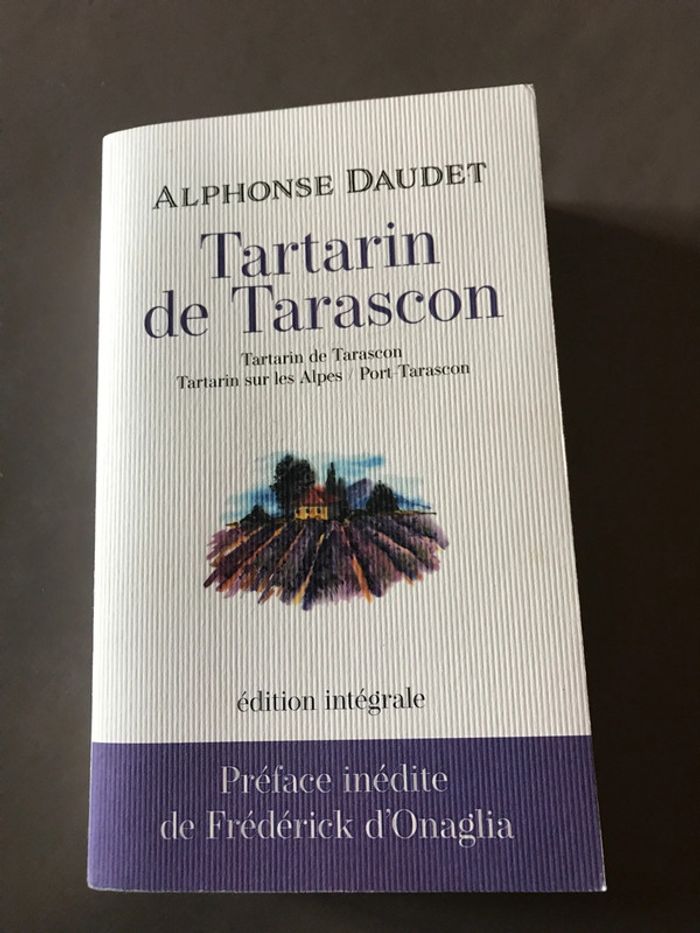 ALPHONSE DAUDET
Tartarin
de Tarascon
Tartarin de Tarascon
Tartarin sur les Alpes / Port-Tarascon
édition intégrale
Préface inédite
de Frédérick d'Onaglia